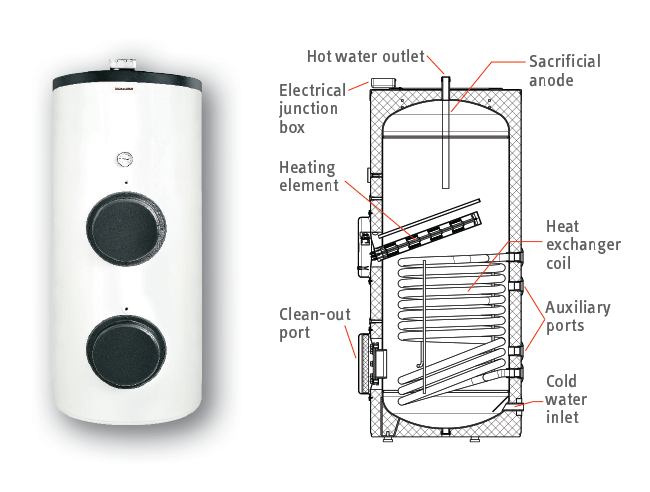 Hot water outlet
Sacrificial
anode
Electrical
junction
box
Heating
element
Heat
exchanger
coil
Auxiliary
ports
Clean-out
port
Cold
water
inlet